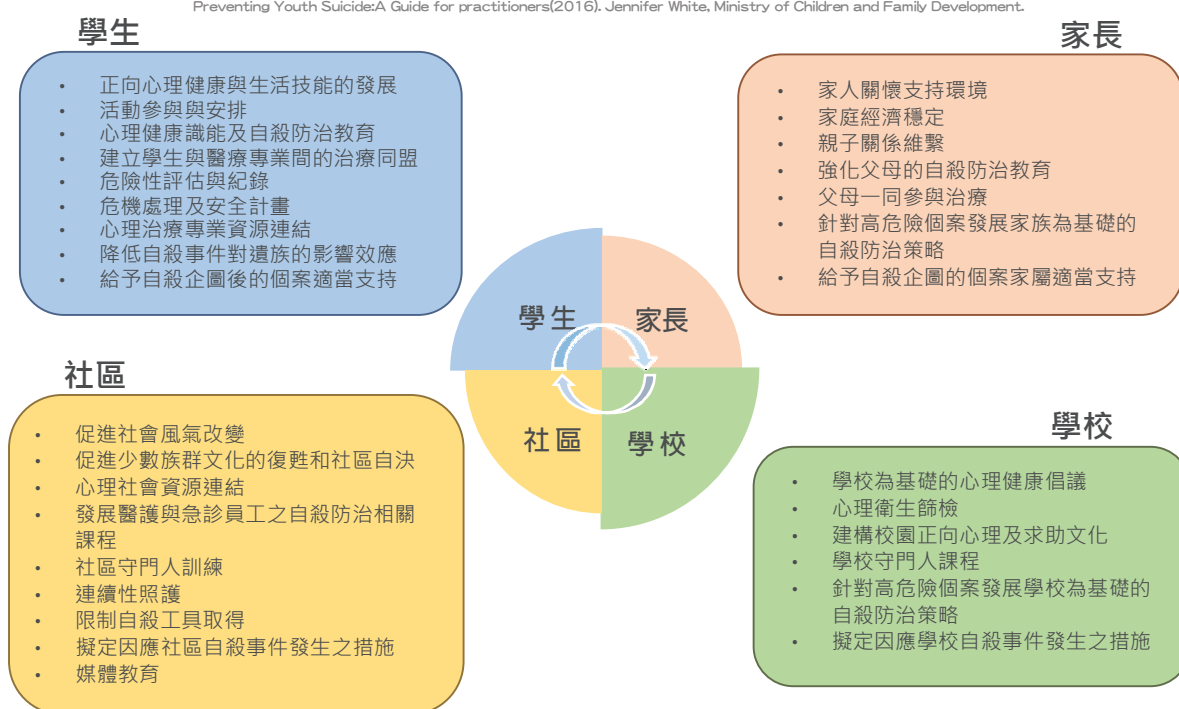 Preventing Youth Suicide:A Guide for practitioners(2016). Jennifer White, Ministry of Children and Family Development.
學生
• 正向心理健康與生活技能的發展
• 活動參與與安排
• 心理健康識能及自殺防治教育
• 建立學生與醫療專業間的治療同盟
• 危險性評估與紀錄
• 危機處理及安全計畫
• 心理治療專業資源連結
• 降低自殺事件對遺族的影響效應
• 給予自殺企圖後的個案適當支持
家長
• 家人關懷支持環境
• 家庭經濟穩定
• 親子關係維繫
• 強化父母的自殺防治教育
• 父母一同參與治療
• 針對高危險個案發展家族為基礎的
自殺防治策略
• 給予自殺企圖的個案家屬適當支持
學生
家長
社區
學校
社區
• 促進社會風氣改變
• 促進少數族群文化的復甦和社區自決
• 心理社會資源連結
• 發展醫護與急診員工之自殺防治相關
課程
• 社區守門人訓練
• 連續性照護
• 限制自殺工具取得
• 擬定因應社區自殺事件發生之措施
• 媒體教育
學校
• 學校為基礎的心理健康倡議
• 心理衛生篩檢
• 建構校園正向心理及求助文化
• 學校守門人課程
• 針對高危險個案發展學校為基礎的
自殺防治策略
• 擬定因應學校自殺事件發生之措施